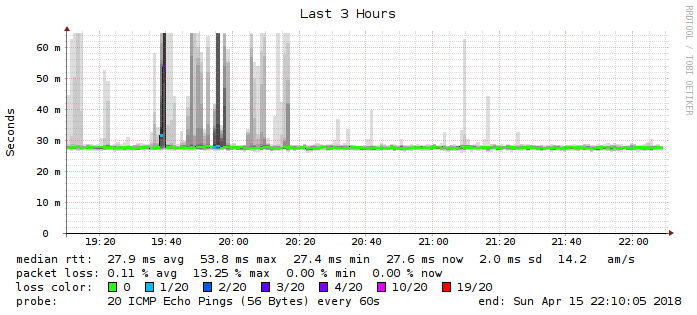 Last 3 Hours
RRDTOOL / TOBI OETIKER
Seconds
60 m
50 m
40 m
30 m
20 m
10 m
0
19:20 19:40 20:00 20:20 20:40 21:00 21:20 21:40 22:00
median rtt: 27.9 ms avg 53.8 ms max 27.4 ms min 27.6 ms now 2.0 ms sd 14.2 am/s
packet loss: 0.11 % avg 13.25 % max 0.00 % min 0.00 % now
loss color: 0 1/20 2/20 3/20 4/20 10/20 19/20
probe: 20 ICMP Echo Pings (56 Bytes) every 60s end: Sun Apr 15 22:10:05 2018